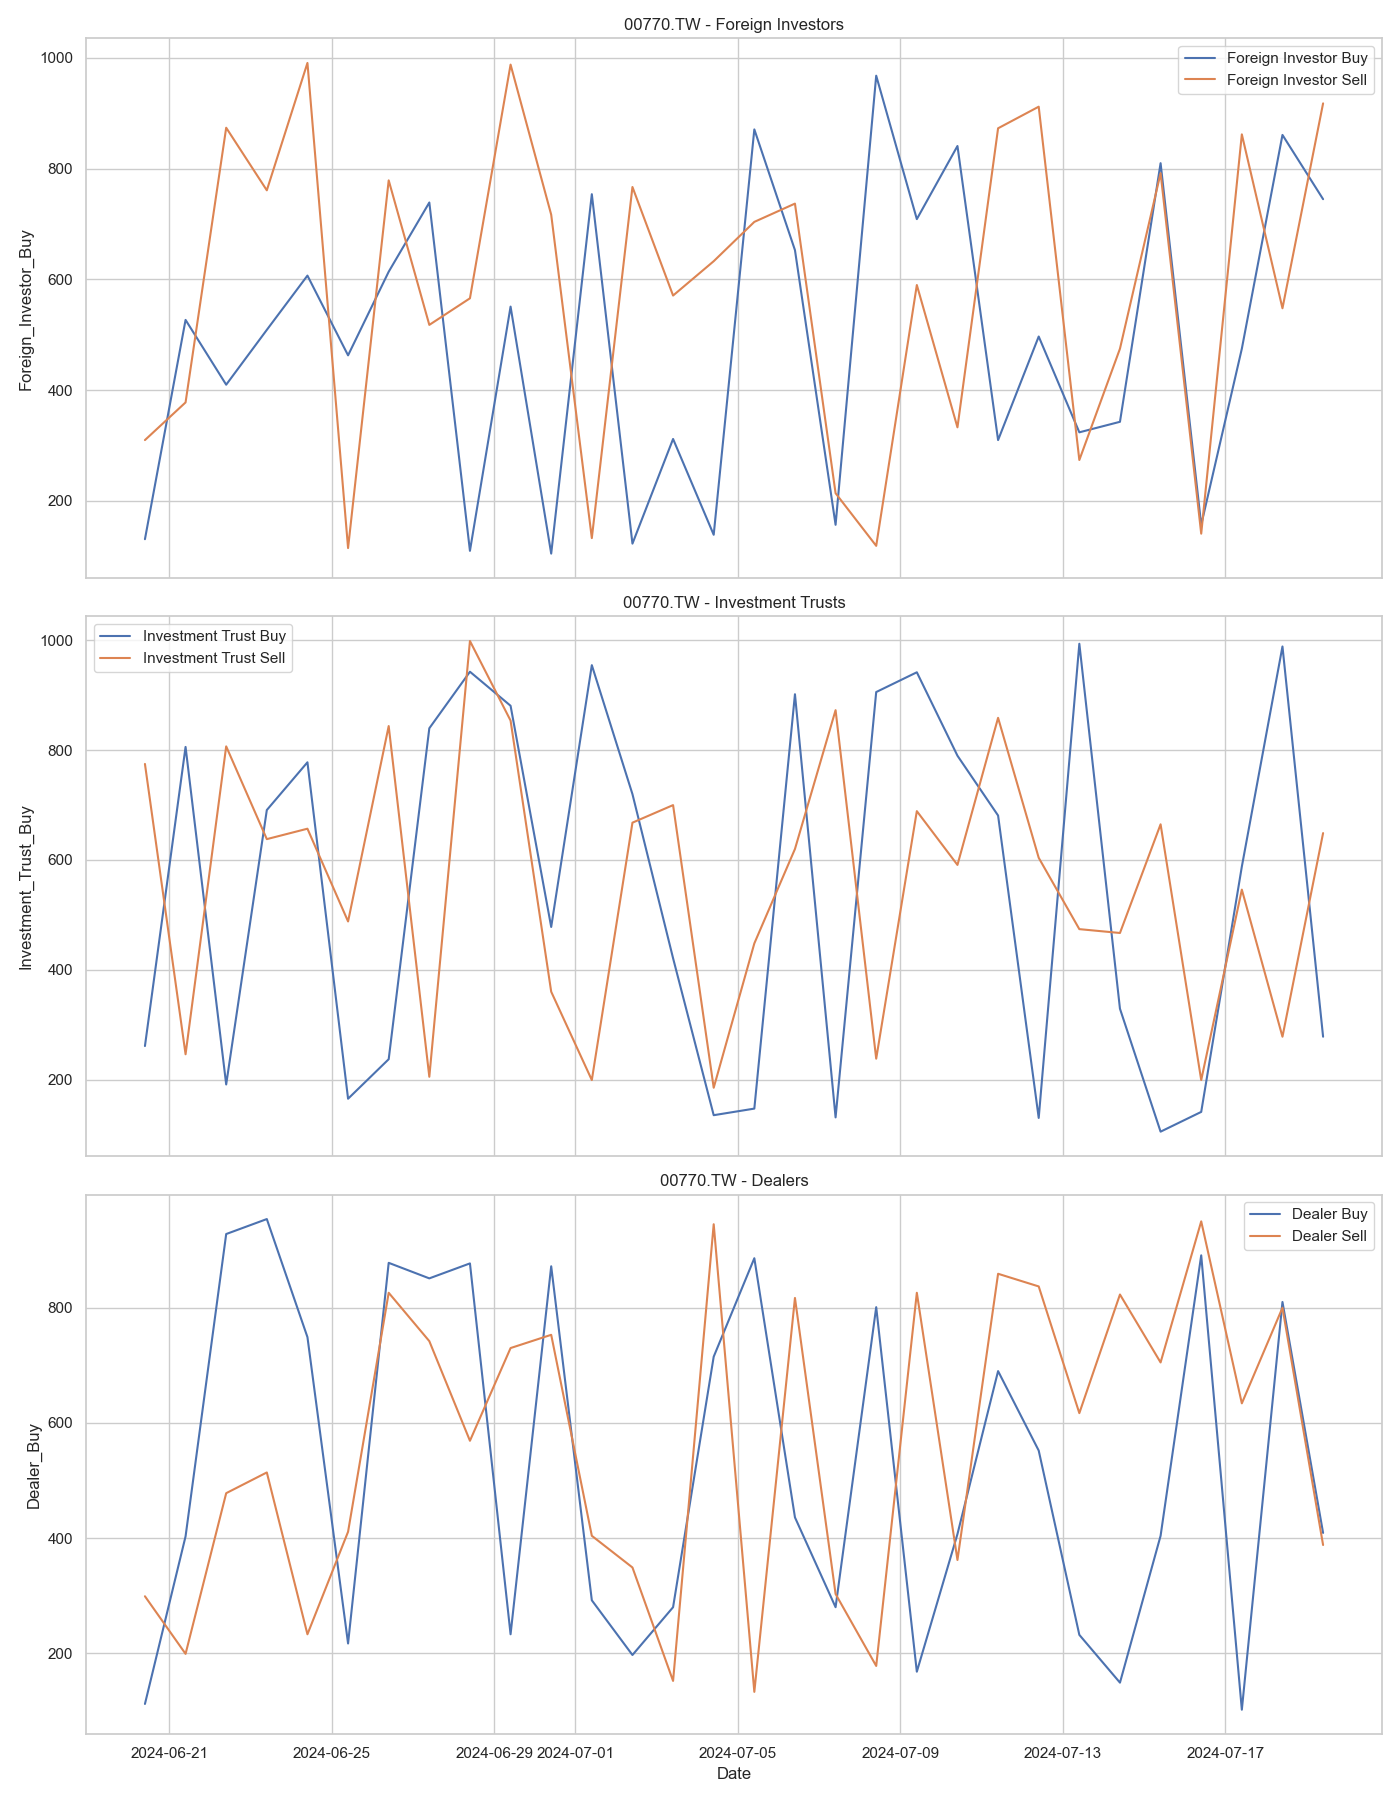 00770.TW - Foreign Investors
Foreign Investor Buy
Foreign Investor Sell
Foreign_Investor_Buy
1000
800
600
400
200
00770.TW - Investment Trusts
Investment Trust Buy
Investment Trust Sell
Investment_Trust_Buy
1000
800
600
400
200
00770.TW - Dealers
Dealer Buy
Dealer Sell
Dealer_Buy
800
600
400
200
2024-06-21 2024-06-25 2024-06-29 2024-07-01 2024-07-05 2024-07-09 2024-07-13 2024-07-17
Date